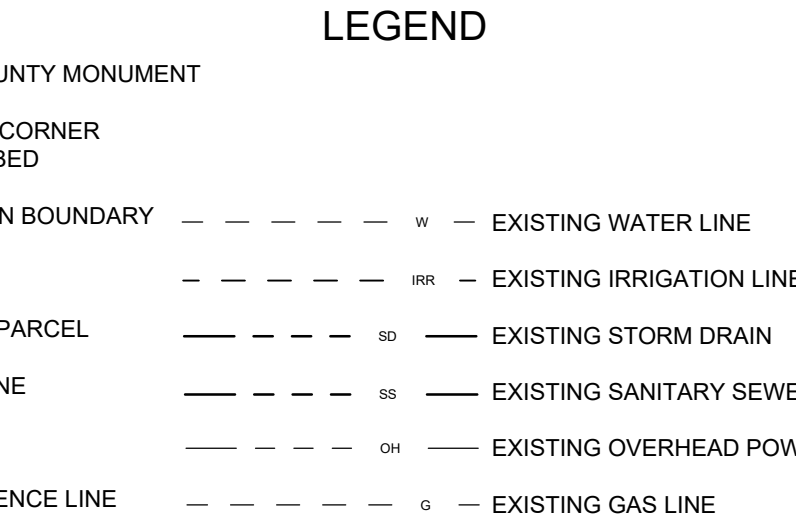 LEGEND
UNTY MONUMENT
CORNER
BED
N BOUNDARY
W EXISTING WATER LINE
IRR EXISTING IRRIGATION LINE
PARCEL
SD EXISTING STORM DRAIN
NE
SS EXISTING SANITARY SEWE
OH EXISTING OVERHEAD POW
ENCE LINE
G EXISTING GAS LINE